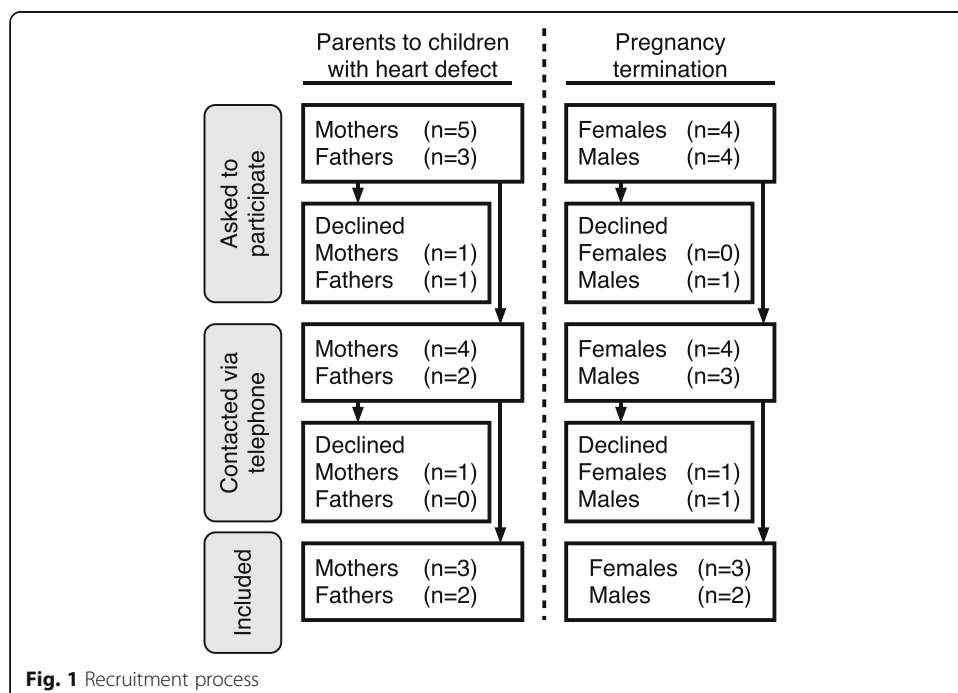 Parents to children
with heart defect
Pregnancy
termination
Asked to
participate
Mothers (n=5)
Fathers (n=3)
Females (n=4)
Males (n=4)
Declined
Mothers (n=1)
Fathers (n=1)
Declined
Females (n=0)
Males (n=1)
Contacted via
telephone
Mothers (n=4)
Fathers (n=2)
Females (n=4)
Males (n=3)
Declined
Mothers (n=1)
Fathers (n=0)
Declined
Females (n=1)
Males (n=1)
Included
Mothers (n=3)
Fathers (n=2)
Females (n=3)
Males (n=2)
Fig. 1 Recruitment process